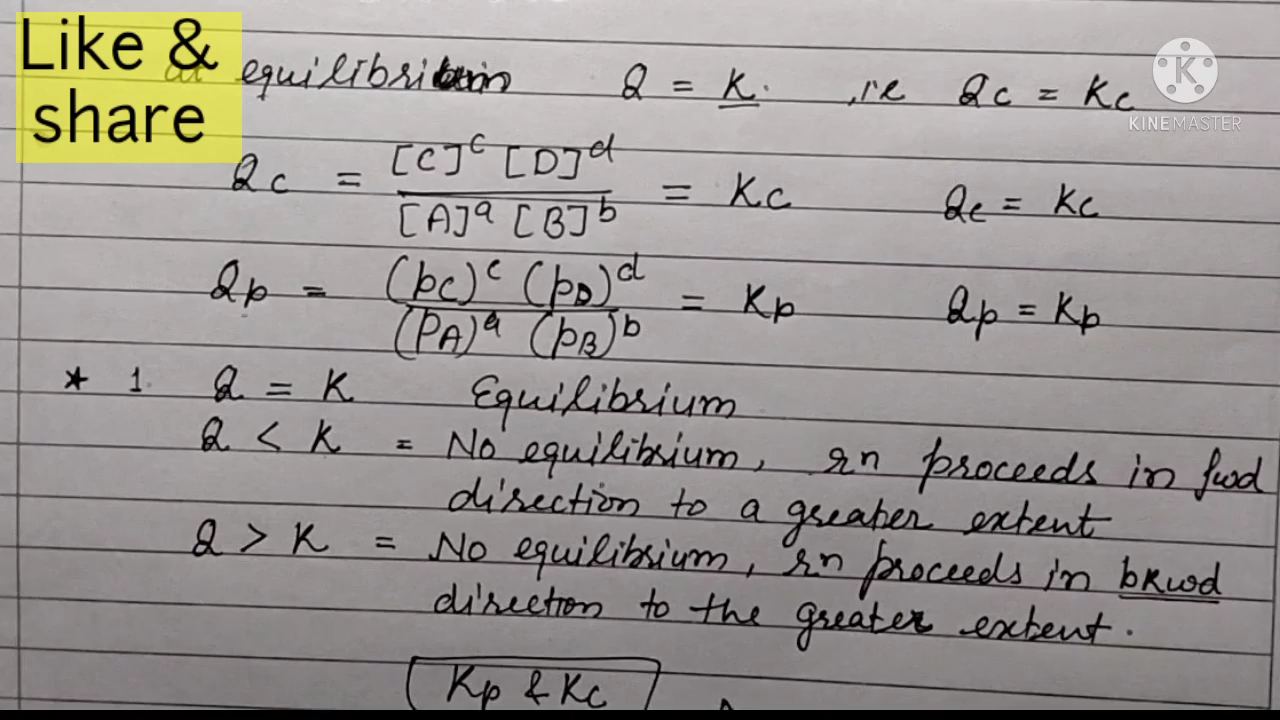 Like &
share
at equilibrium Q = K. ,ie Qc = Kc
KINEMASTER
Qc = [C]^c [D]^d / [A]^a [B]^b = Kc Qc = Kc
Qp = (pC)^c (pD)^d / (pA)^a (pB)^b = Kp Qp = Kp
* 1. Q = K Equilibrium
Q < K = No equilibrium, rn proceeds in fwd
direction to a greater extent
Q > K = No equilibrium, rn proceeds in bkwd
direction to the greater extent.
Kp & Kc